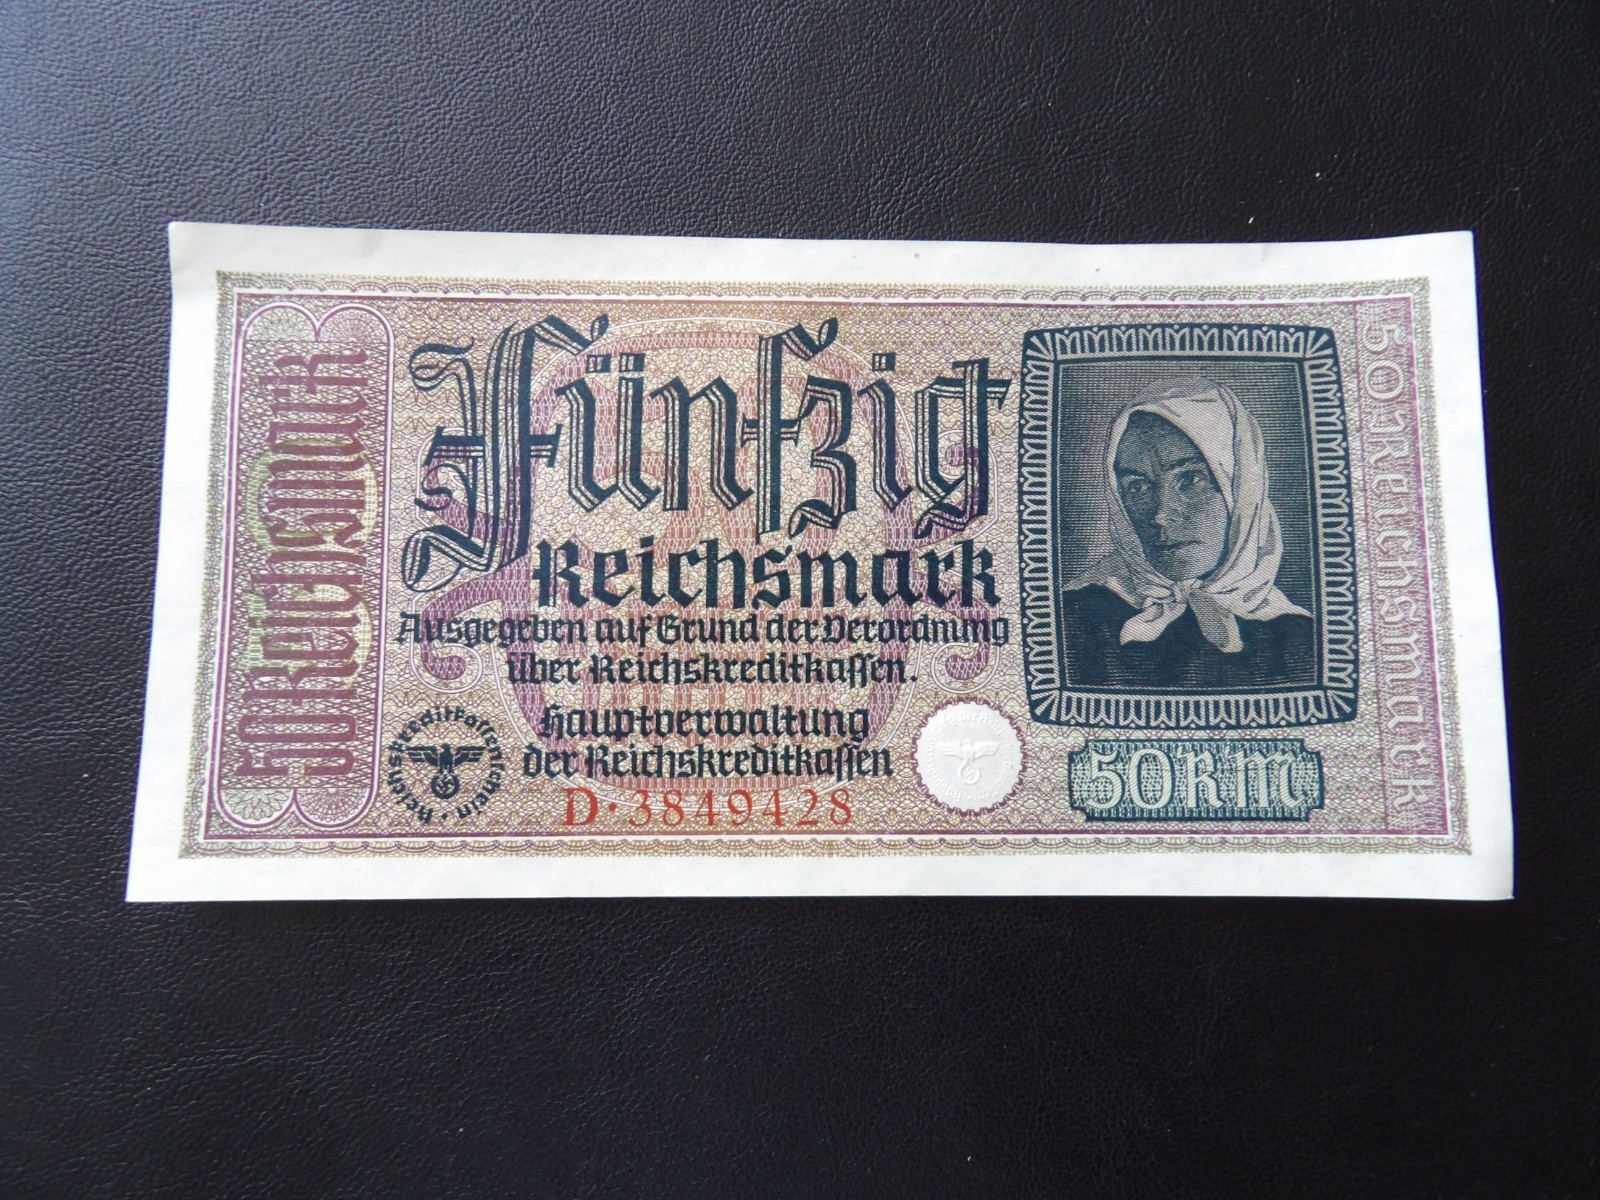 50 Reichsmark
Fünfzig
Reichsmark
Ausgegeben auf Grund der Verordnung
über Reichskreditkassen.
Hauptverwaltung
der Reichskreditkassen
Reichskreditkassenschein
D·3849428
50 RM
50 Reichsmark